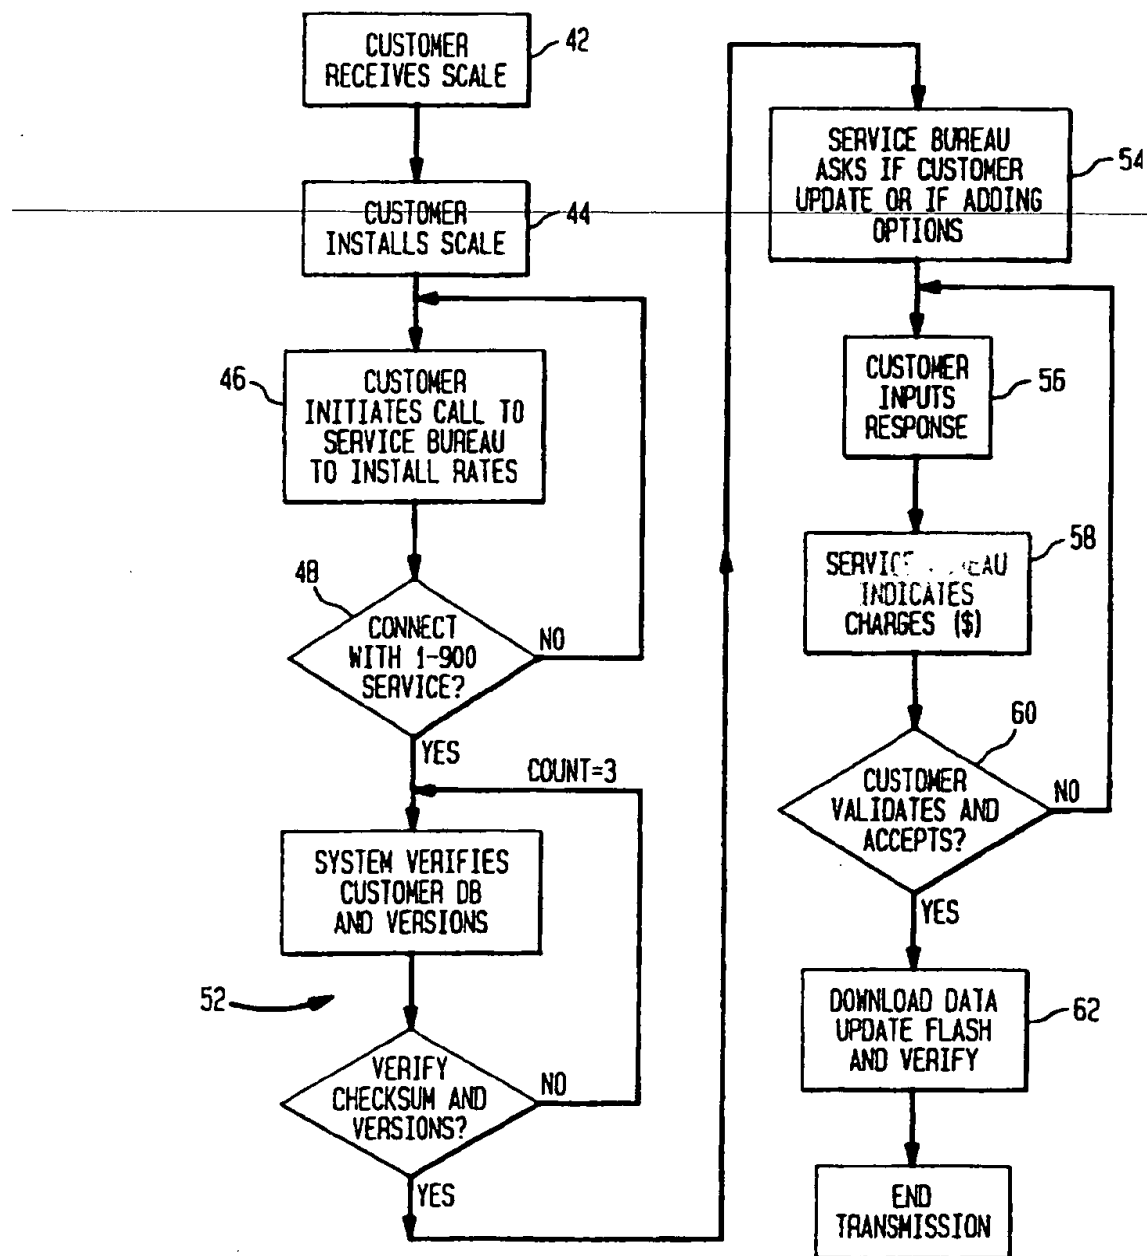 CUSTOMER
RECEIVES SCALE
42
CUSTOMER
INSTALLS SCALE
44
46
CUSTOMER
INITIATES CALL TO
SERVICE BUREAU
TO INSTALL RATES
48
CONNECT
WITH 1-900
SERVICE?
NO
YES
COUNT=3
SYSTEM VERIFIES
CUSTOMER DB
AND VERSIONS
52
VERIFY
CHECKSUM AND
VERSIONS?
NO
YES
SERVICE BUREAU
ASKS IF CUSTOMER
UPDATE OR IF ADDING
OPTIONS
54
CUSTOMER
INPUTS
RESPONSE
56
SERVICE
INDICATES
CHARGES ($)
58
60
CUSTOMER
VALIDATES AND
ACCEPTS?
NO
YES
DOWNLOAD DATA
UPDATE FLASH
AND VERIFY
62
END
TRANSMISSION